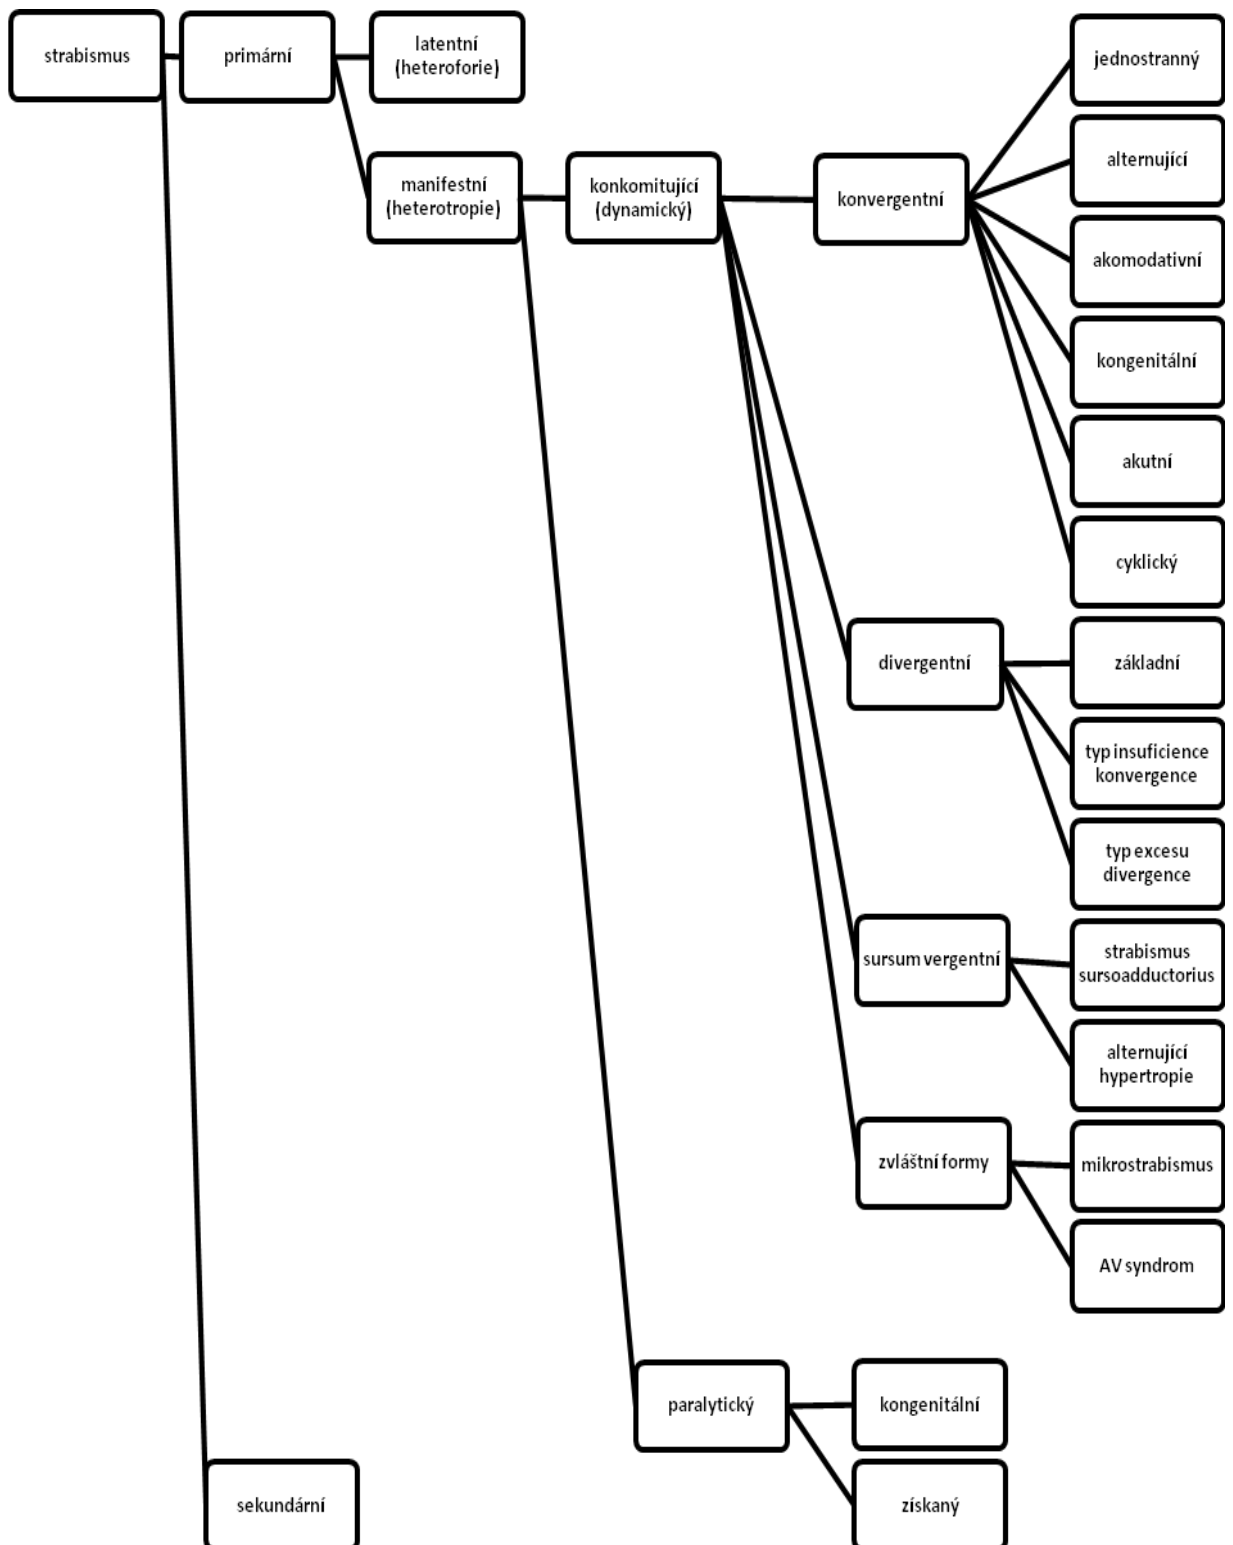 strabismus
primární
latentní
(heteroforie)
jednostranný
alternující
manifestní
(heterotropie)
konkomitující
(dynamický)
konvergentní
akomodativní
kongenitální
akutní
cyklický
divergentní
základní
typ insuficience
konvergence
typ excesu
divergence
sursum vergentní
strabismus
sursoadductorius
alternující
hypertropie
zvláštní formy
mikrostrabismus
AV syndrom
paralytický
kongenitální
získaný
sekundární